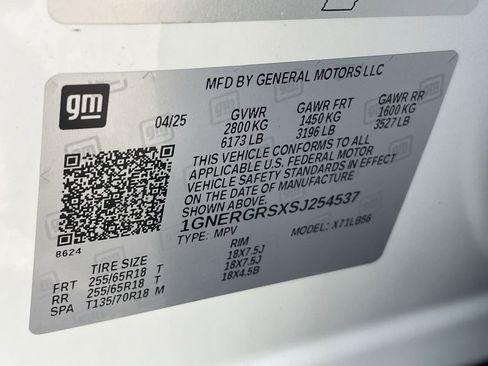 MFD BY GENERAL MOTORS LLC
gm
04/25
GVWR GAWR FRT GAWR RR
2800 KG 1450 KG 1600 KG
6173 LB 3196 LB 3527 LB
THIS VEHICLE CONFORMS TO ALL
APPLICABLE U.S. FEDERAL MOTOR
VEHICLE SAFETY STANDARDS IN EFFECT
ON THE DATE OF MANUFACTURE
SHOWN ABOVE.
1GNERGRSXSJ254537
TYPE: MPV MODEL: X71LB56
8624
TIRE SIZE RIM
FRT 255/65R18 T 18X7.5J
RR 255/65R18 T 18X7.5J
SPA T135/70R18 M 18X4.5B